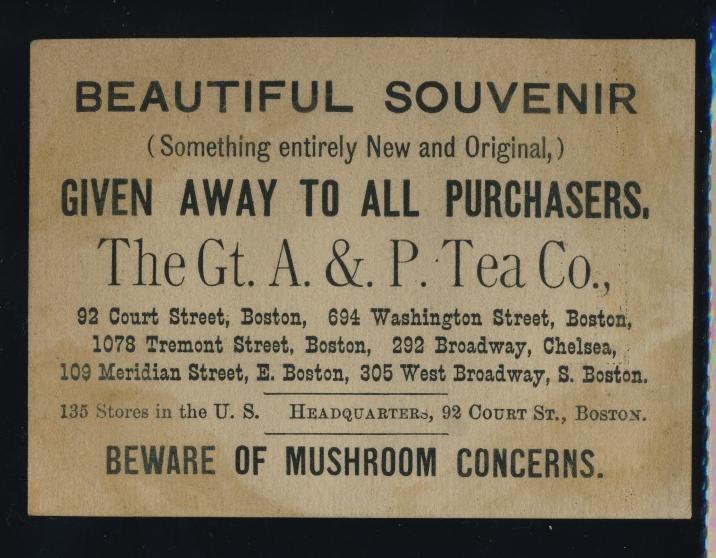 BEAUTIFUL SOUVENIR
(Something entirely New and Original,)
GIVEN AWAY TO ALL PURCHASERS.
The Gt. A. &. P. Tea Co.,
92 Court Street, Boston, 694 Washington Street, Boston,
1078 Tremont Street, Boston, 292 Broadway, Chelsea,
109 Meridian Street, E. Boston, 305 West Broadway, S. Boston.
135 Stores in the U. S. HEADQUARTERS, 92 COURT ST., BOSTON.
BEWARE OF MUSHROOM CONCERNS.